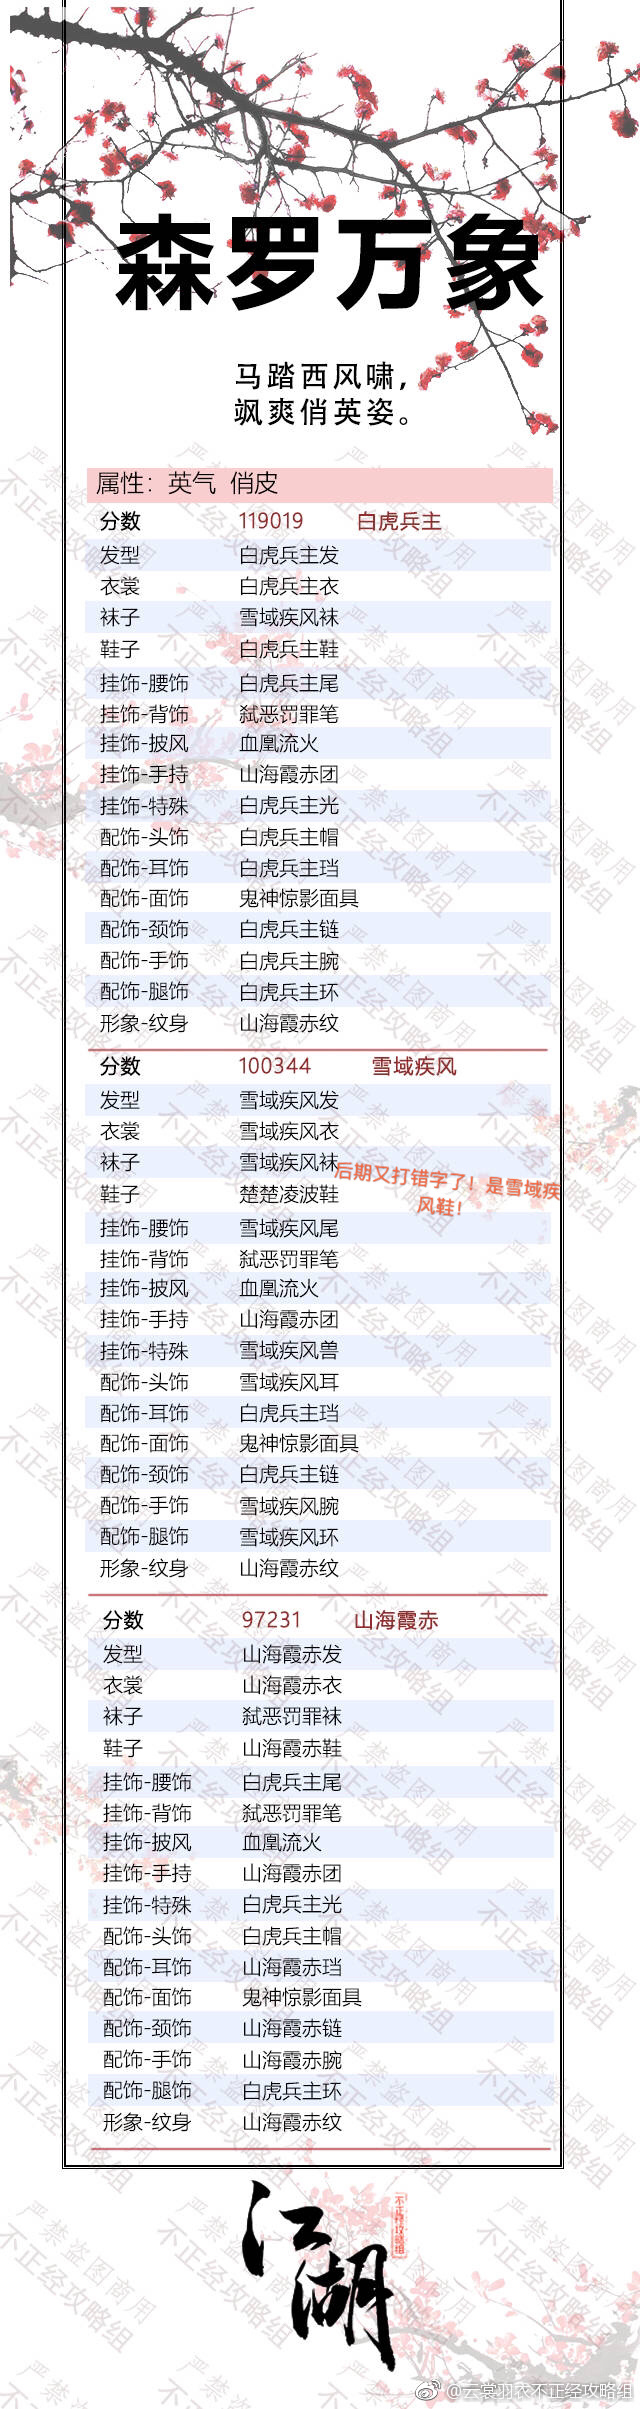 森罗万象
马踏西风啸，
飒爽俏英姿。
属性：英气 俏皮
分数 119019 白虎兵主
发型 白虎兵主发
衣裳 白虎兵主衣
袜子 雪域疾风袜
鞋子 白虎兵主鞋
挂饰-腰饰 白虎兵主尾
挂饰-背饰 弑恶罚罪笔
挂饰-披风 血凰流火
挂饰-手持 山海霞赤团
挂饰-特殊 白虎兵主光
配饰-头饰 白虎兵主帽
配饰-耳饰 白虎兵主珰
配饰-面饰 鬼神惊影面具
配饰-颈饰 白虎兵主链
配饰-手饰 白虎兵主腕
配饰-腿饰 白虎兵主环
形象-纹身 山海霞赤纹
分数 100344 雪域疾风
发型 雪域疾风发
衣裳 雪域疾风衣
袜子 雪域疾风袜
鞋子 楚楚凌波鞋
后期又打错字了！是雪域疾
风鞋！
挂饰-腰饰 雪域疾风尾
挂饰-背饰 弑恶罚罪笔
挂饰-披风 血凰流火
挂饰-手持 山海霞赤团
挂饰-特殊 雪域疾风兽
配饰-头饰 雪域疾风耳
配饰-耳饰 白虎兵主珰
配饰-面饰 鬼神惊影面具
配饰-颈饰 白虎兵主链
配饰-手饰 雪域疾风腕
配饰-腿饰 雪域疾风环
形象-纹身 山海霞赤纹
分数 97231 山海霞赤
发型 山海霞赤发
衣裳 山海霞赤衣
袜子 弑恶罚罪袜
鞋子 山海霞赤鞋
挂饰-腰饰 白虎兵主尾
挂饰-背饰 弑恶罚罪笔
挂饰-披风 血凰流火
挂饰-手持 山海霞赤团
挂饰-特殊 白虎兵主光
配饰-头饰 白虎兵主帽
配饰-耳饰 山海霞赤珰
配饰-面饰 鬼神惊影面具
配饰-颈饰 山海霞赤链
配饰-手饰 山海霞赤腕
配饰-腿饰 白虎兵主环
形象-纹身 山海霞赤纹
江湖
不正经攻略组
严禁盗图商用
不正经攻略组
@云裳羽衣不正经攻略组